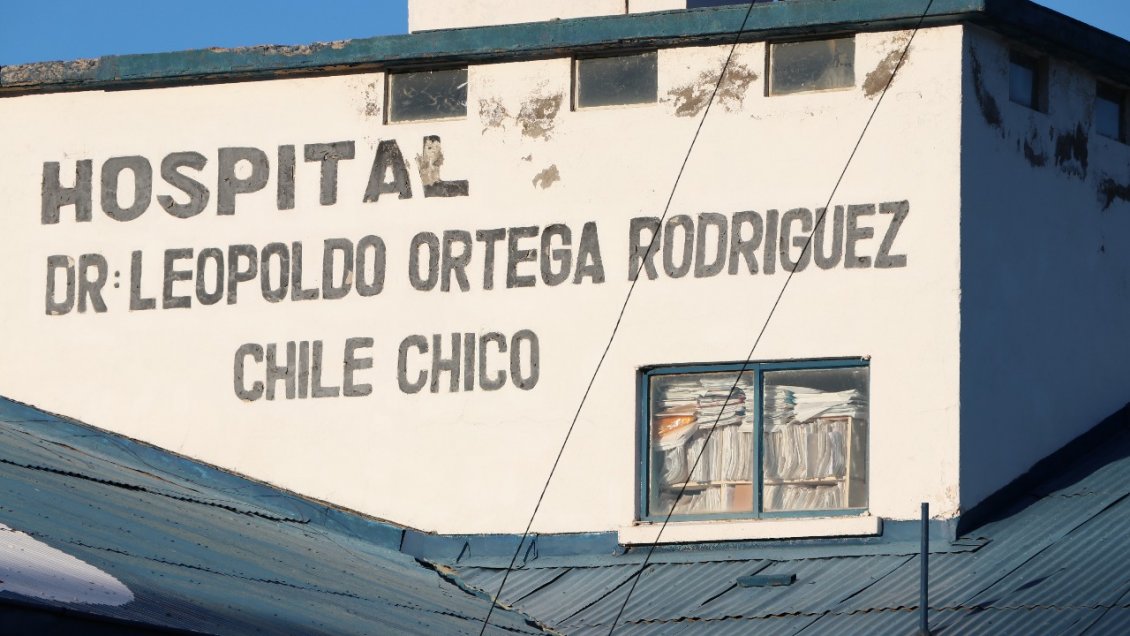 HOSPITAL
DR: LEOPOLDO ORTEGA RODRIGUEZ
CHILE CHICO